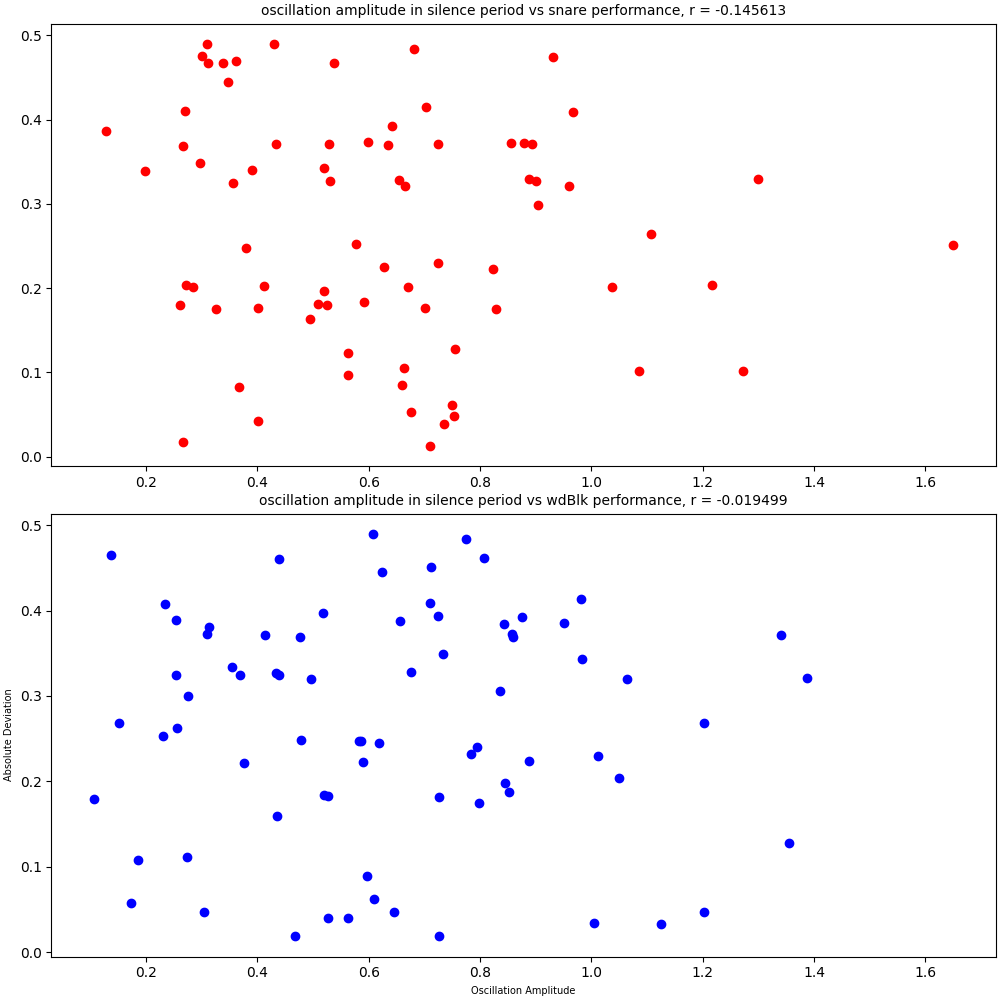 oscillation amplitude in silence period vs snare performance, r = -0.145613
0.5
0.4
0.3
0.2
0.1
0.0
0.2 0.4 0.6 0.8 1.0 1.2 1.4 1.6
oscillation amplitude in silence period vs wdBlk performance, r = -0.019499
Absolute Deviation
0.5
0.4
0.3
0.2
0.1
0.0
0.2 0.4 0.6 0.8 1.0 1.2 1.4 1.6
Oscillation Amplitude